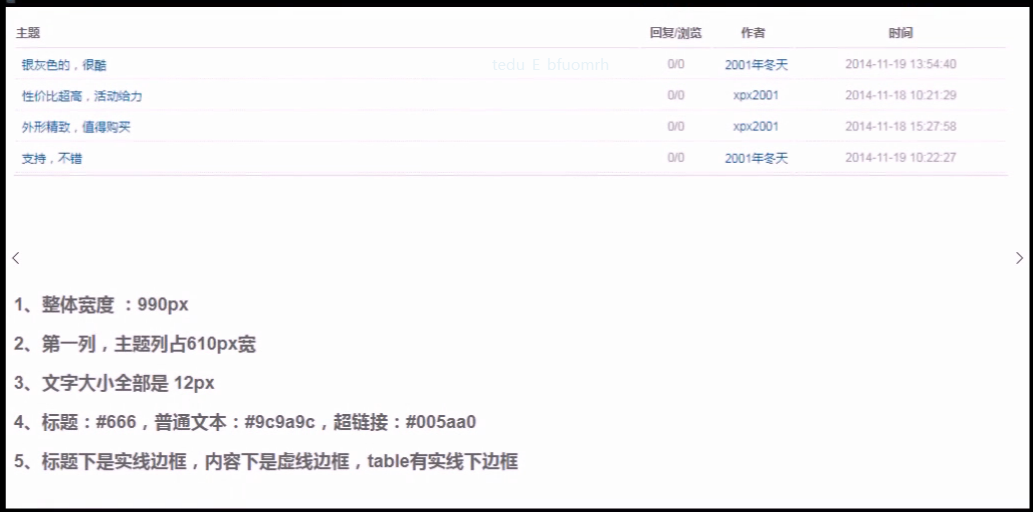 主题 回复/浏览 作者 时间
银灰色的，很酷 0/0 2001年冬天 2014-11-19 13:54:40
tedu E bfuomrh
性价比超高，活动给力 0/0 xpx2001 2014-11-18 10:21:29
外形精致，值得购买 0/0 xpx2001 2014-11-18 15:27:58
支持，不错 0/0 2001年冬天 2014-11-19 10:22:27
1、整体宽度 ：990px
2、第一列，主题列占610px宽
3、文字大小全部是 12px
4、标题：#666，普通文本：#9c9a9c，超链接：#005aa0
5、标题下是实线边框，内容下是虚线边框，table有实线下边框